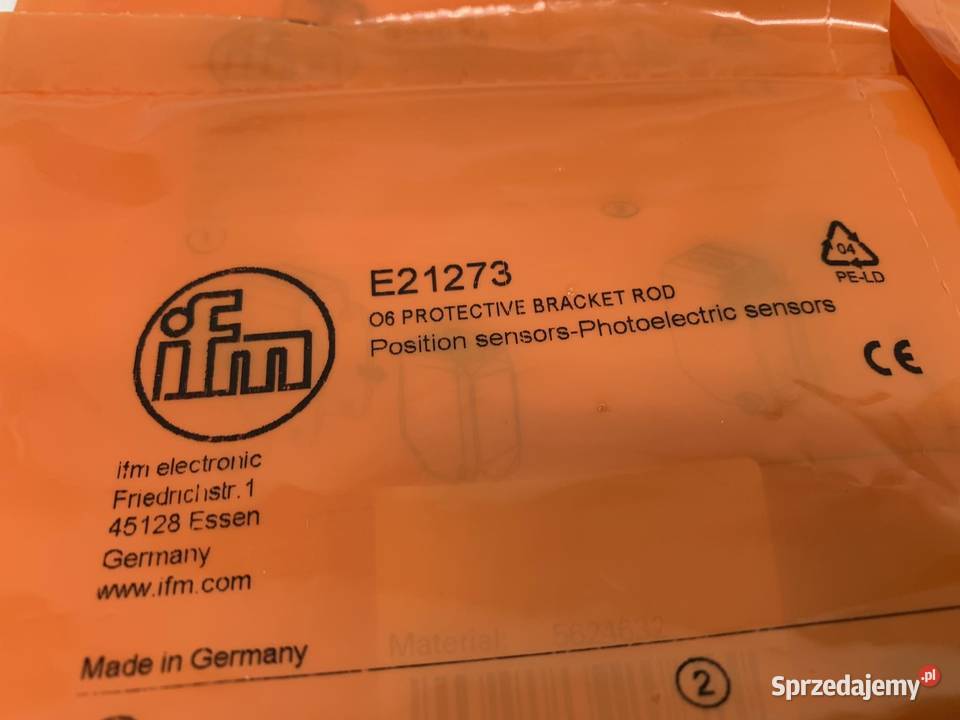 ifm
E21273
O6 PROTECTIVE BRACKET ROD
Position sensors-Photoelectric sensors
04
PE-LD
CE
ifm electronic
Friedrichstr. 1
45128 Essen
Germany
www.ifm.com
Material: 5624632
Made in Germany
2
Sprzedajemy.pl